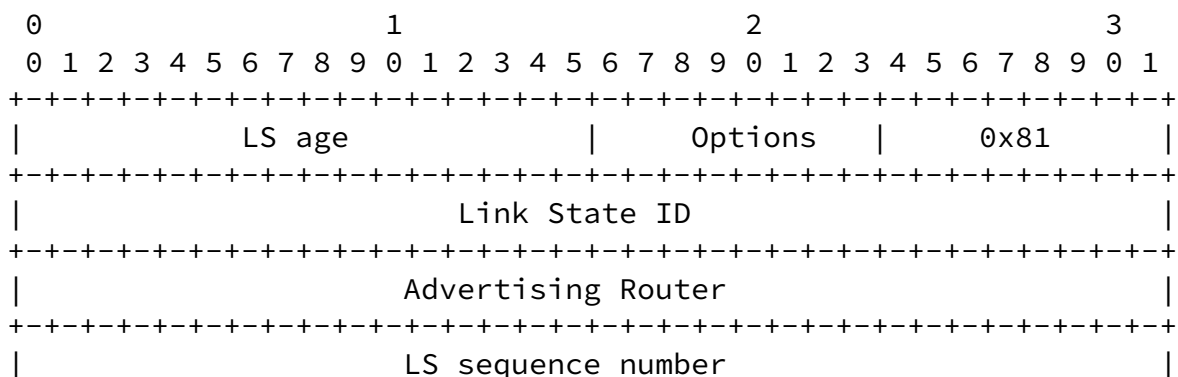 0                   1                   2                   3
 0 1 2 3 4 5 6 7 8 9 0 1 2 3 4 5 6 7 8 9 0 1 2 3 4 5 6 7 8 9 0 1
+-+-+-+-+-+-+-+-+-+-+-+-+-+-+-+-+-+-+-+-+-+-+-+-+-+-+-+-+-+-+-+-+
|            LS age             |     Options   |     0x81      |
+-+-+-+-+-+-+-+-+-+-+-+-+-+-+-+-+-+-+-+-+-+-+-+-+-+-+-+-+-+-+-+-+
|                        Link State ID                          |
+-+-+-+-+-+-+-+-+-+-+-+-+-+-+-+-+-+-+-+-+-+-+-+-+-+-+-+-+-+-+-+-+
|                     Advertising Router                        |
+-+-+-+-+-+-+-+-+-+-+-+-+-+-+-+-+-+-+-+-+-+-+-+-+-+-+-+-+-+-+-+-+
|                     LS sequence number                        |